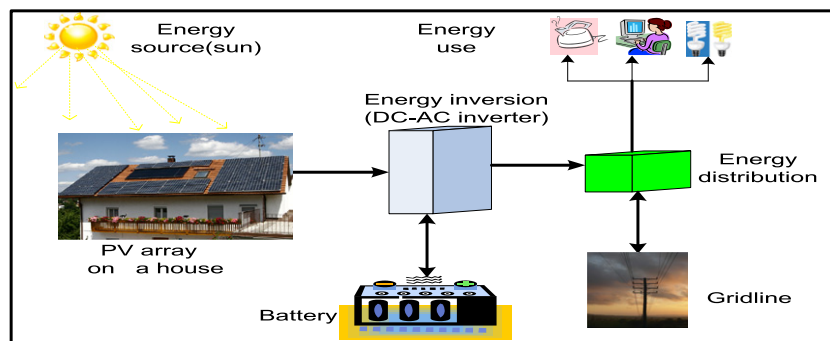 Energy
source(sun)
Energy
use
Energy inversion
(DC-AC inverter)
Energy
distribution
PV array
on a house
Battery
Gridline